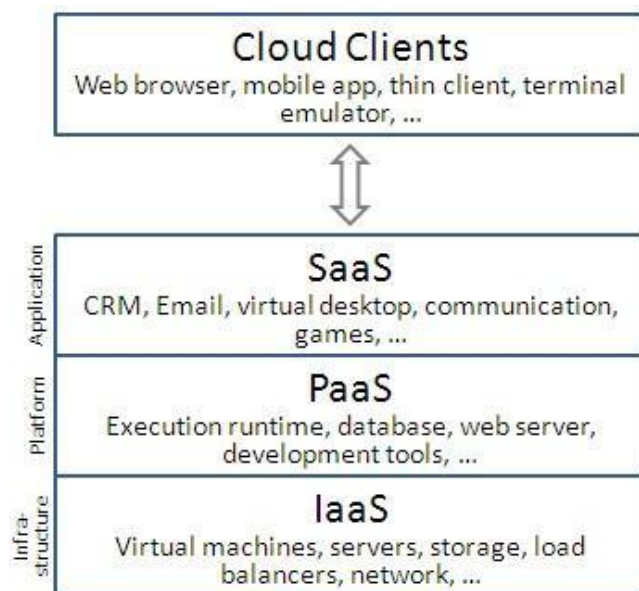 Cloud Clients
Web browser, mobile app, thin client, terminal
emulator, ...
Application
SaaS
CRM, Email, virtual desktop, communication,
games, ...
Platform
PaaS
Execution runtime, database, web server,
development tools, ...
Infra-
structure
IaaS
Virtual machines, servers, storage, load
balancers, network, ...